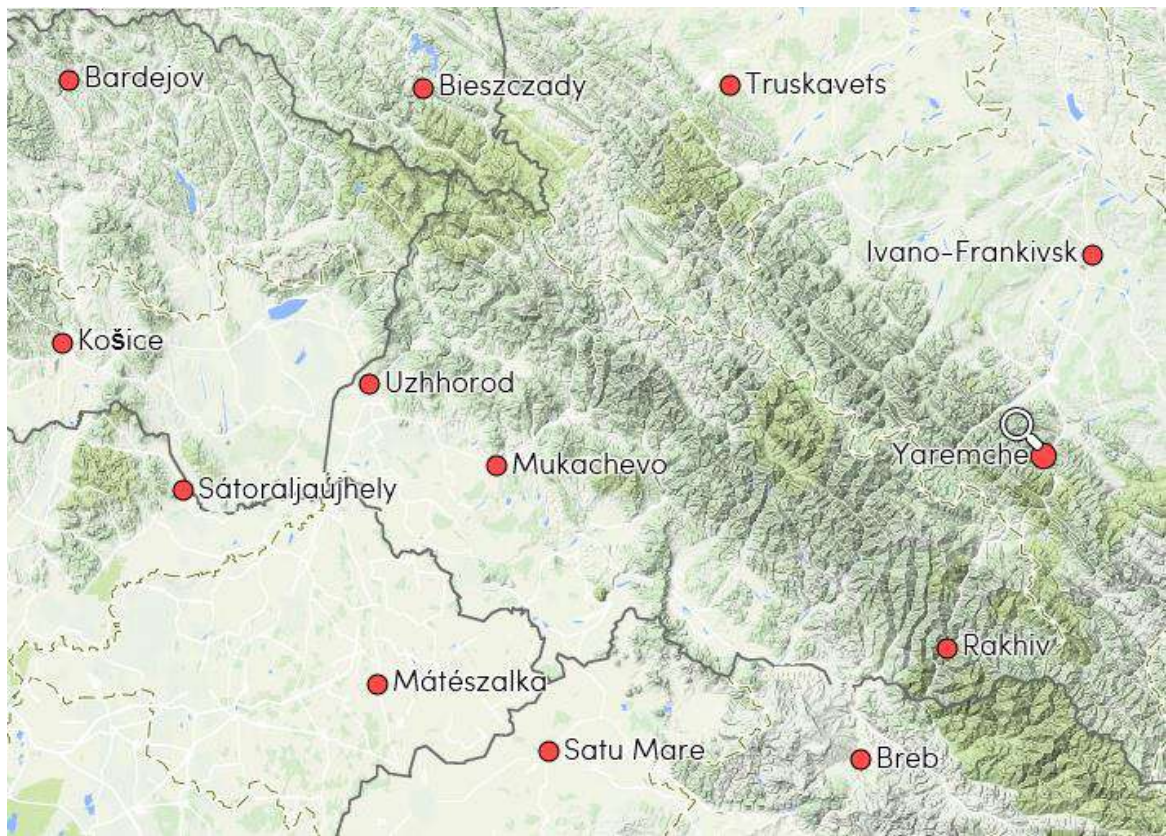 Bardejov
Bieszczady
Truskavets
Ivano-Frankivsk
Košice
Uzhhorod
Yaremche
Mukachevo
Sátoraljaújhely
Rakhiv
Mátészalka
Satu Mare
Breb